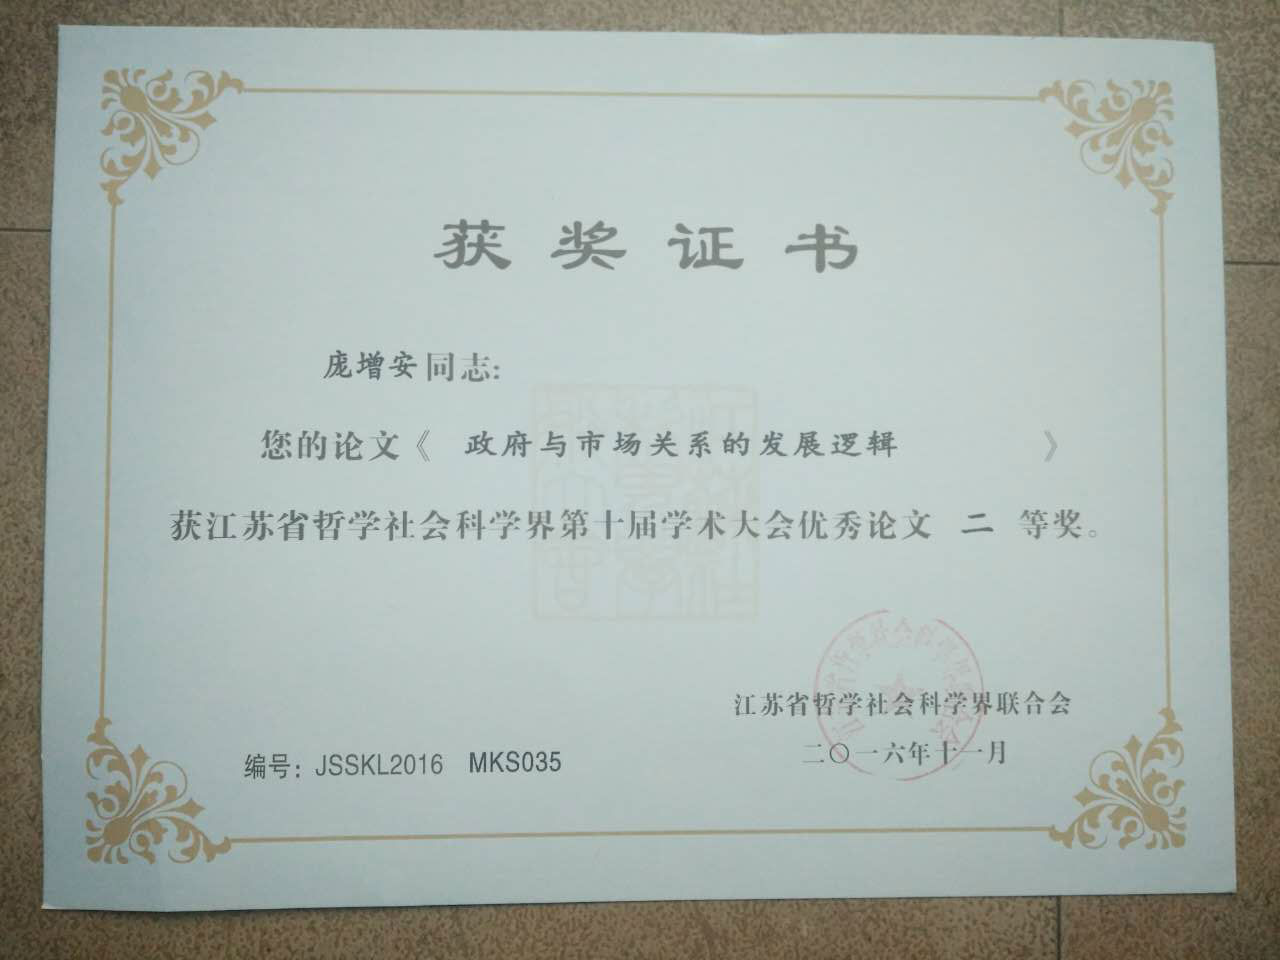 获奖证书
庞增安同志:
您的论文《 政府与市场关系的发展逻辑 》
获江苏省哲学社会科学界第十届学术大会优秀论文 二 等奖。
江苏省哲学社会科学界联合会
二〇一六年十一月
编号: JSSKL2016 MKS035